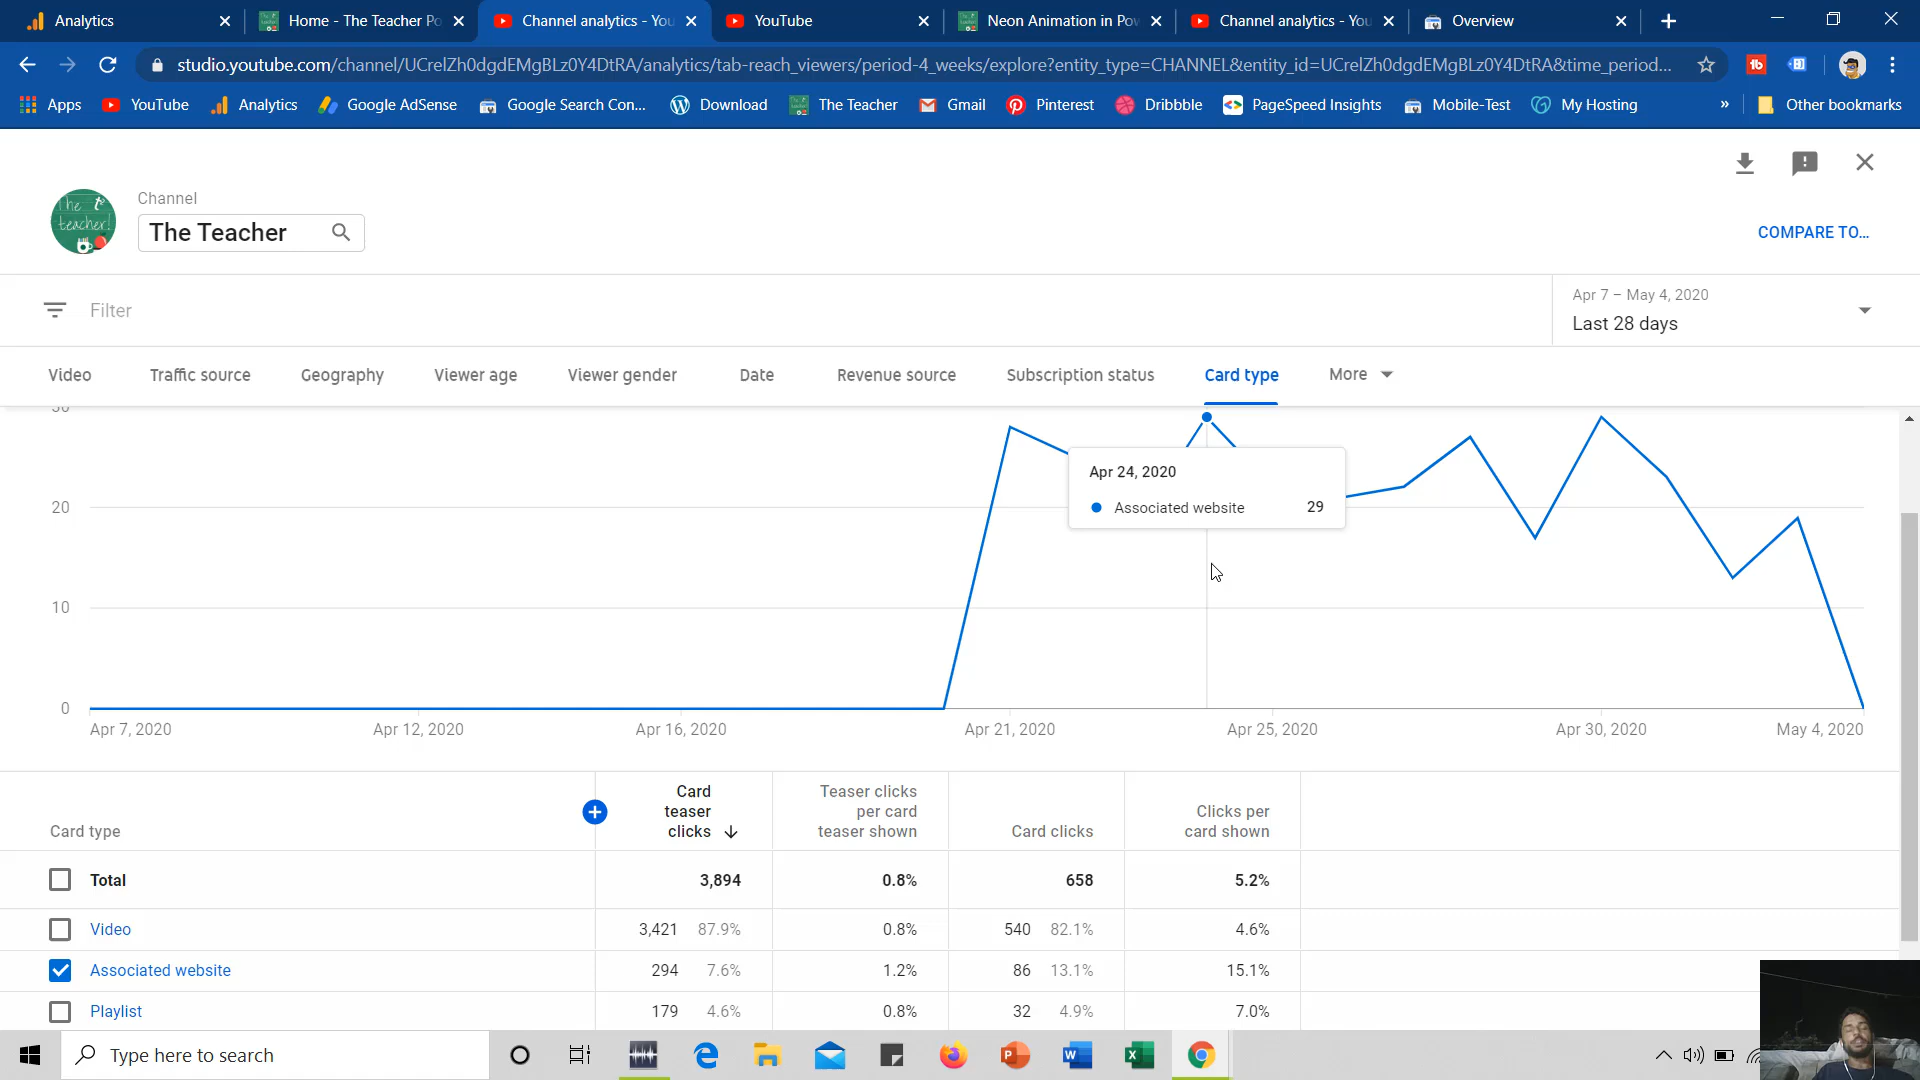 Analytics
Home - The Teacher Po
Channel analytics - You
YouTube
Neon Animation in Pow
Channel analytics - You
Overview
studio.youtube.com/channel/UCrelZh0dgdEMgBLz0Y4DtRA/analytics/tab-reach_viewers/period-4_weeks/explore?entity_type=CHANNEL&entity_id=UCrelZh0dgdEMgBLz0Y4DtRA&time_period...
Apps YouTube Analytics Google AdSense Google Search Con... Download The Teacher Gmail Pinterest Dribbble PageSpeed Insights Mobile-Test My Hosting » Other bookmarks
The t
teacher!
Channel
The Teacher
COMPARE TO...
Filter
Apr 7 – May 4, 2020
Last 28 days
Video Traffic source Geography Viewer age Viewer gender Date Revenue source Subscription status Card type More
30
20
10
0
Apr 24, 2020
Associated website 29
Apr 7, 2020 Apr 12, 2020 Apr 16, 2020 Apr 21, 2020 Apr 25, 2020 Apr 30, 2020 May 4, 2020
Card type
Card
teaser
clicks
Teaser clicks
per card
teaser shown
Card clicks
Clicks per
card shown
Total 3,894 0.8% 658 5.2%
Video 3,421 87.9% 0.8% 540 82.1% 4.6%
Associated website 294 7.6% 1.2% 86 13.1% 15.1%
Playlist 179 4.6% 0.8% 32 4.9% 7.0%
Type here to search